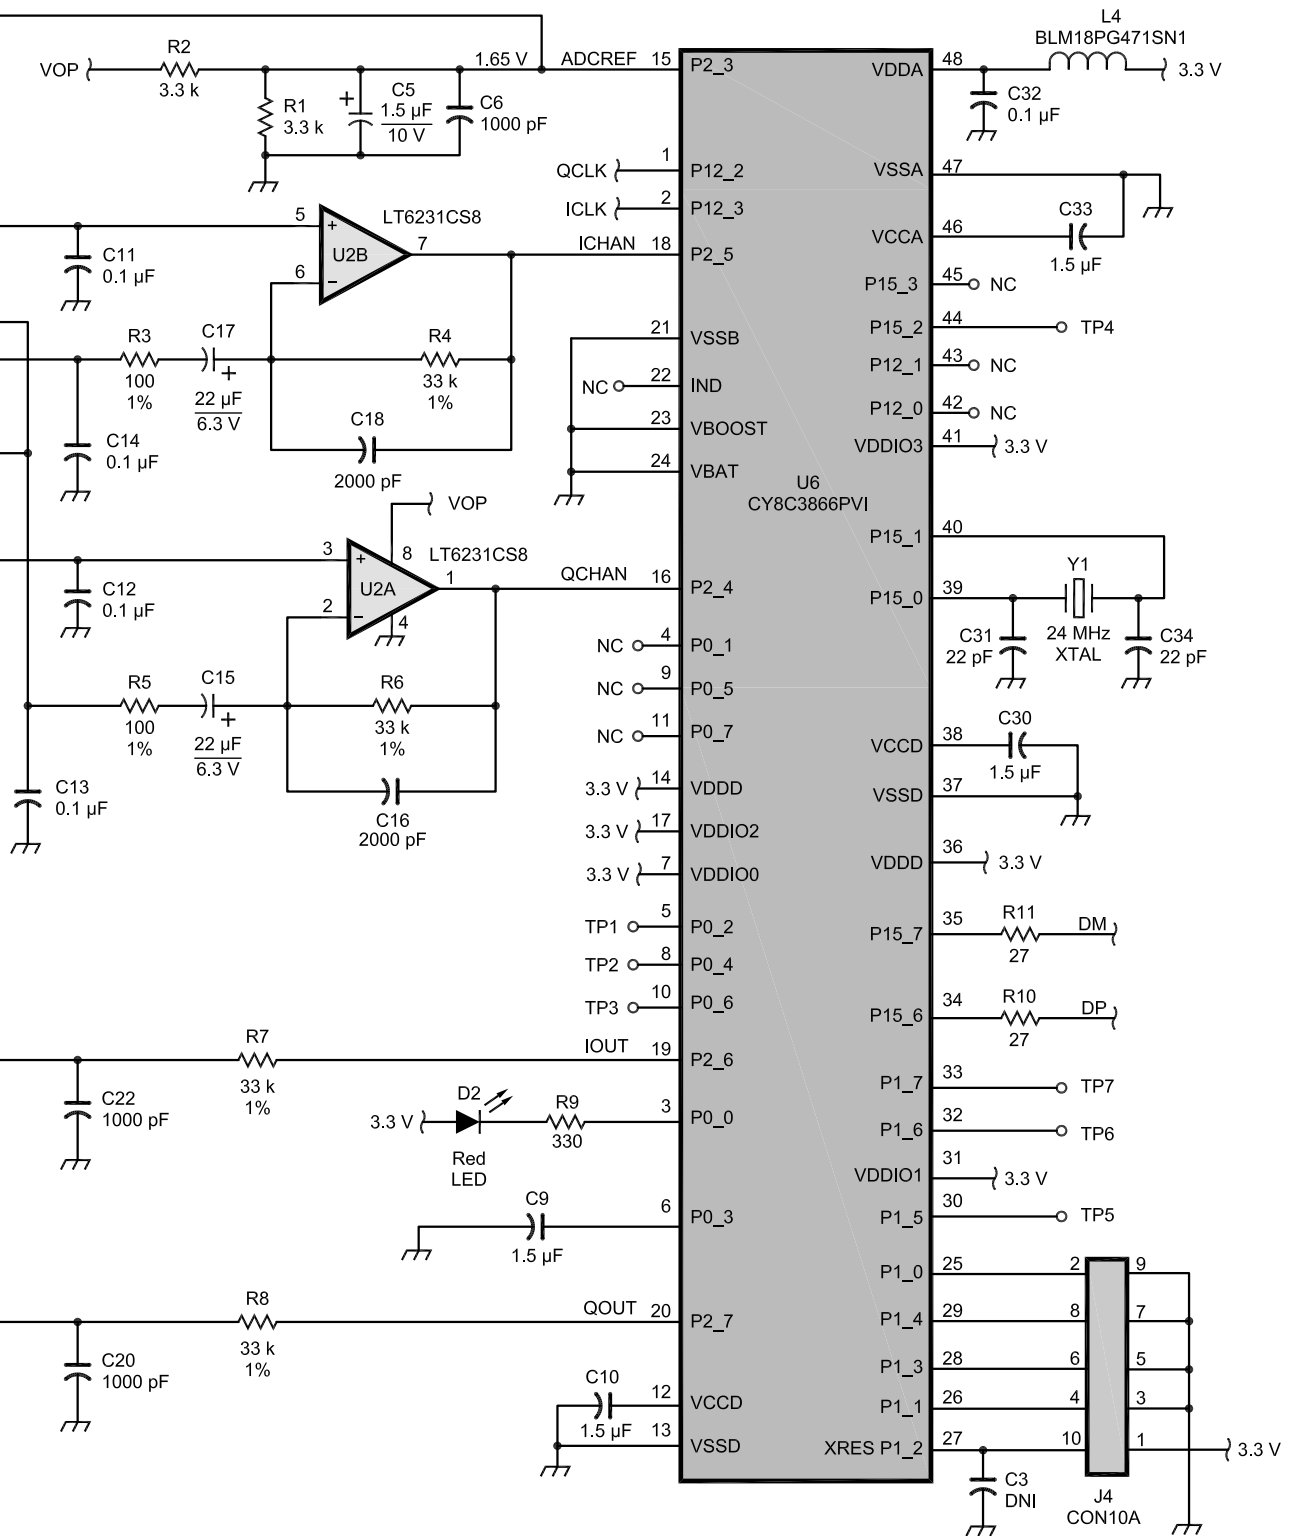 L4
BLM18PG471SN1
VDDA 48
3.3 V
C32
0.1 µF
VOP
R2
3.3 k
R1
3.3 k
C5
1.5 µF
10 V
C6
1000 pF
1.65 V
ADCREF 15 P2_3
QCLK 1 P12_2
ICLK 2 P12_3
VSSA 47
VCCA 46
C33
1.5 µF
C11
0.1 µF
5
6
+
−
U2B
LT6231CS8
7
ICHAN 18 P2_5
R3
100
1%
C17
+
22 µF
6.3 V
R4
33 k
1%
C18
2000 pF
C14
0.1 µF
21 VSSB
NC 22 IND
23 VBOOST
24 VBAT
P15_3 45 NC
P15_2 44 TP4
P12_1 43 NC
P12_0 42 NC
VDDIO3 41 3.3 V
U6
CY8C3866PVI
VOP
C12
0.1 µF
3
2
+
−
U2A
8
4
LT6231CS8
1
QCHAN 16 P2_4
P15_1 40
P15_0 39
Y1
24 MHz
XTAL
C31
22 pF
C34
22 pF
NC 4 P0_1
NC 9 P0_5
NC 11 P0_7
R5
100
1%
C15
+
22 µF
6.3 V
R6
33 k
1%
C16
2000 pF
C13
0.1 µF
VCCD 38
C30
1.5 µF
VSSD 37
3.3 V 14 VDDD
3.3 V 17 VDDIO2
3.3 V 7 VDDIO0
VDDD 36 3.3 V
TP1 5 P0_2
TP2 8 P0_4
TP3 10 P0_6
P15_7 35
R11
27
DM
P15_6 34
R10
27
DP
R7
33 k
1%
IOUT 19 P2_6
C22
1000 pF
3.3 V
D2
Red
LED
R9
330
3 P0_0
P1_7 33 TP7
P1_6 32 TP6
VDDIO1 31 3.3 V
P1_5 30 TP5
C9
1.5 µF
6 P0_3
R8
33 k
1%
QOUT 20 P2_7
C20
1000 pF
C10
1.5 µF
12 VCCD
13 VSSD
P1_0 25 2 9
P1_4 29 8 7
P1_3 28 6 5
P1_1 26 4 3
XRES P1_2 27 10 1 3.3 V
C3
DNI
J4
CON10A